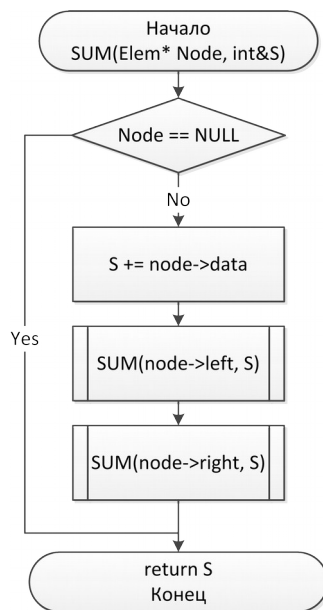 Начало
SUM(Elem* Node, int&S)
Node == NULL
No
S += node->data
Yes
SUM(node->left, S)
SUM(node->right, S)
return S
Конец